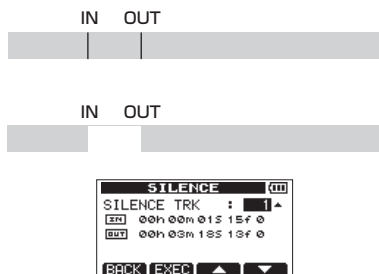 IN OUT
IN OUT
SILENCE
SILENCE TRK : 1
IN 00h 00m 01s 15f 0
OUT 00h 03m 18s 13f 0
BACK EXEC